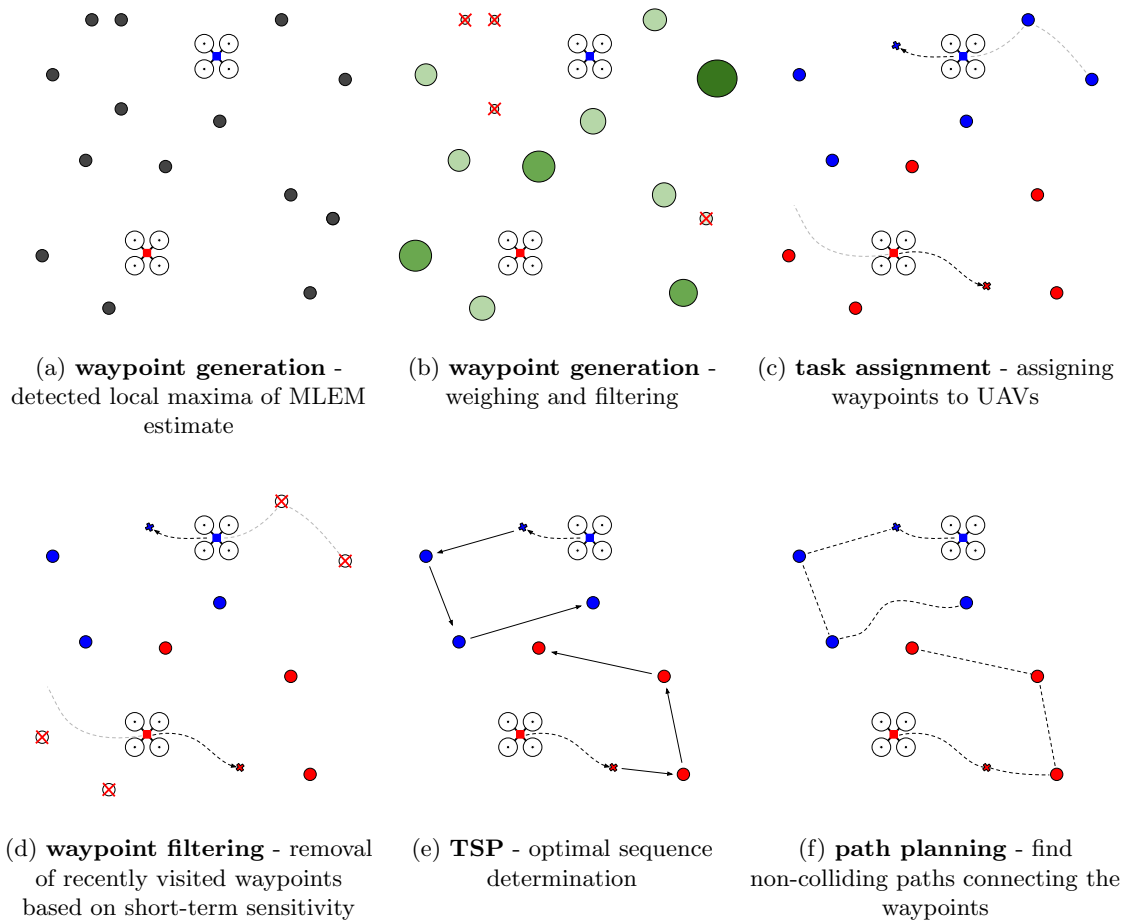 (a) waypoint generation -
detected local maxima of MLEM
estimate
(b) waypoint generation -
weighing and filtering
(c) task assignment - assigning
waypoints to UAVs
(d) waypoint filtering - removal
of recently visited waypoints
based on short-term sensitivity
(e) TSP - optimal sequence
determination
(f) path planning - find
non-colliding paths connecting the
waypoints